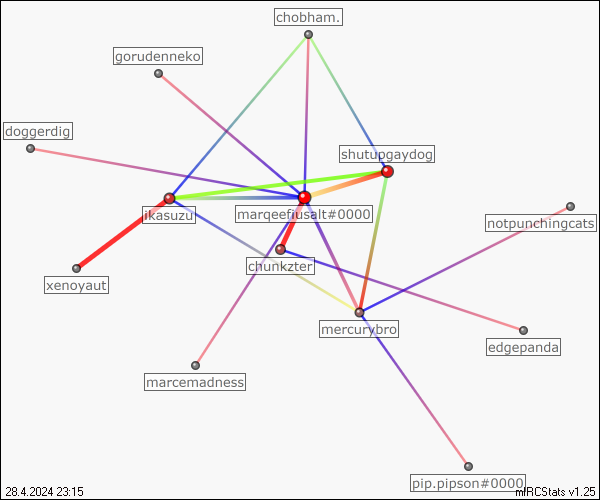 chobham.
gorudenneko
doggerdig
shutupgaydog
ikasuzu
marqeefiusalt#0000
notpunchingcats
chunkzter
xenoyaut
mercurybro
edgepanda
marcemadness
pip.pipson#0000
28.4.2024 23:15
mIRCStats v1.25